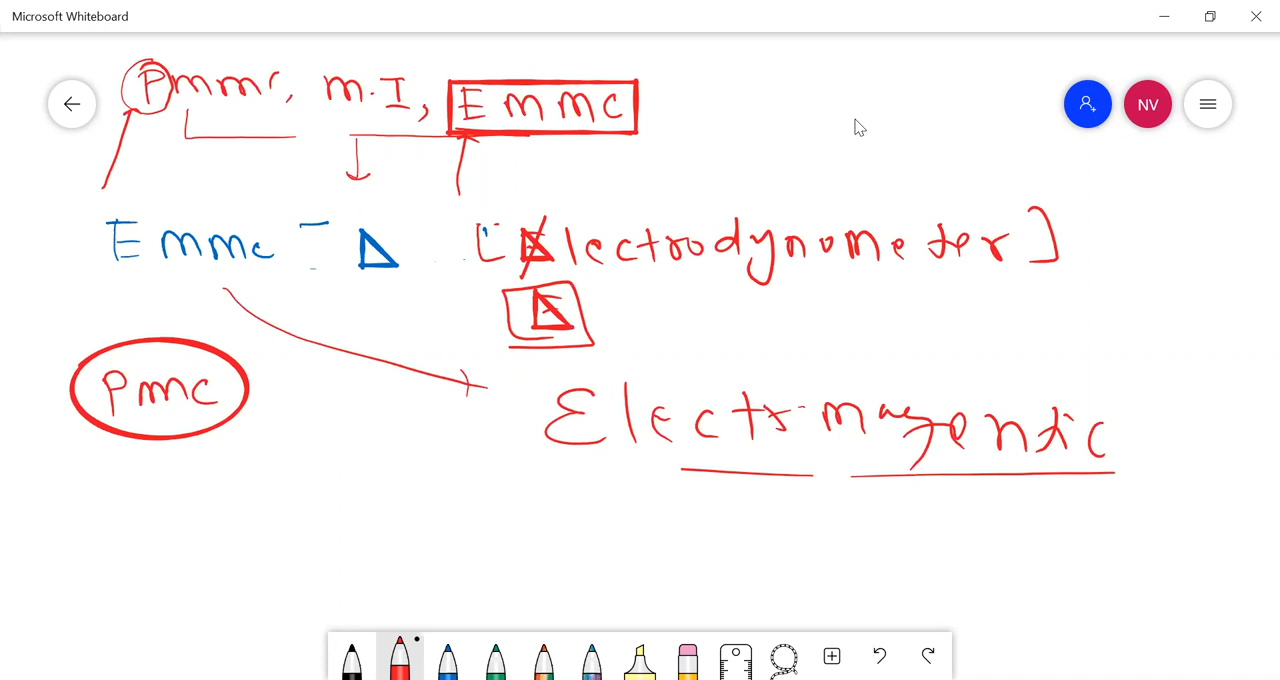 Microsoft Whiteboard
Pmmc, M.I, EMMC
NV
EMMC - [Electrodynometer]
PMC
Electromagentic